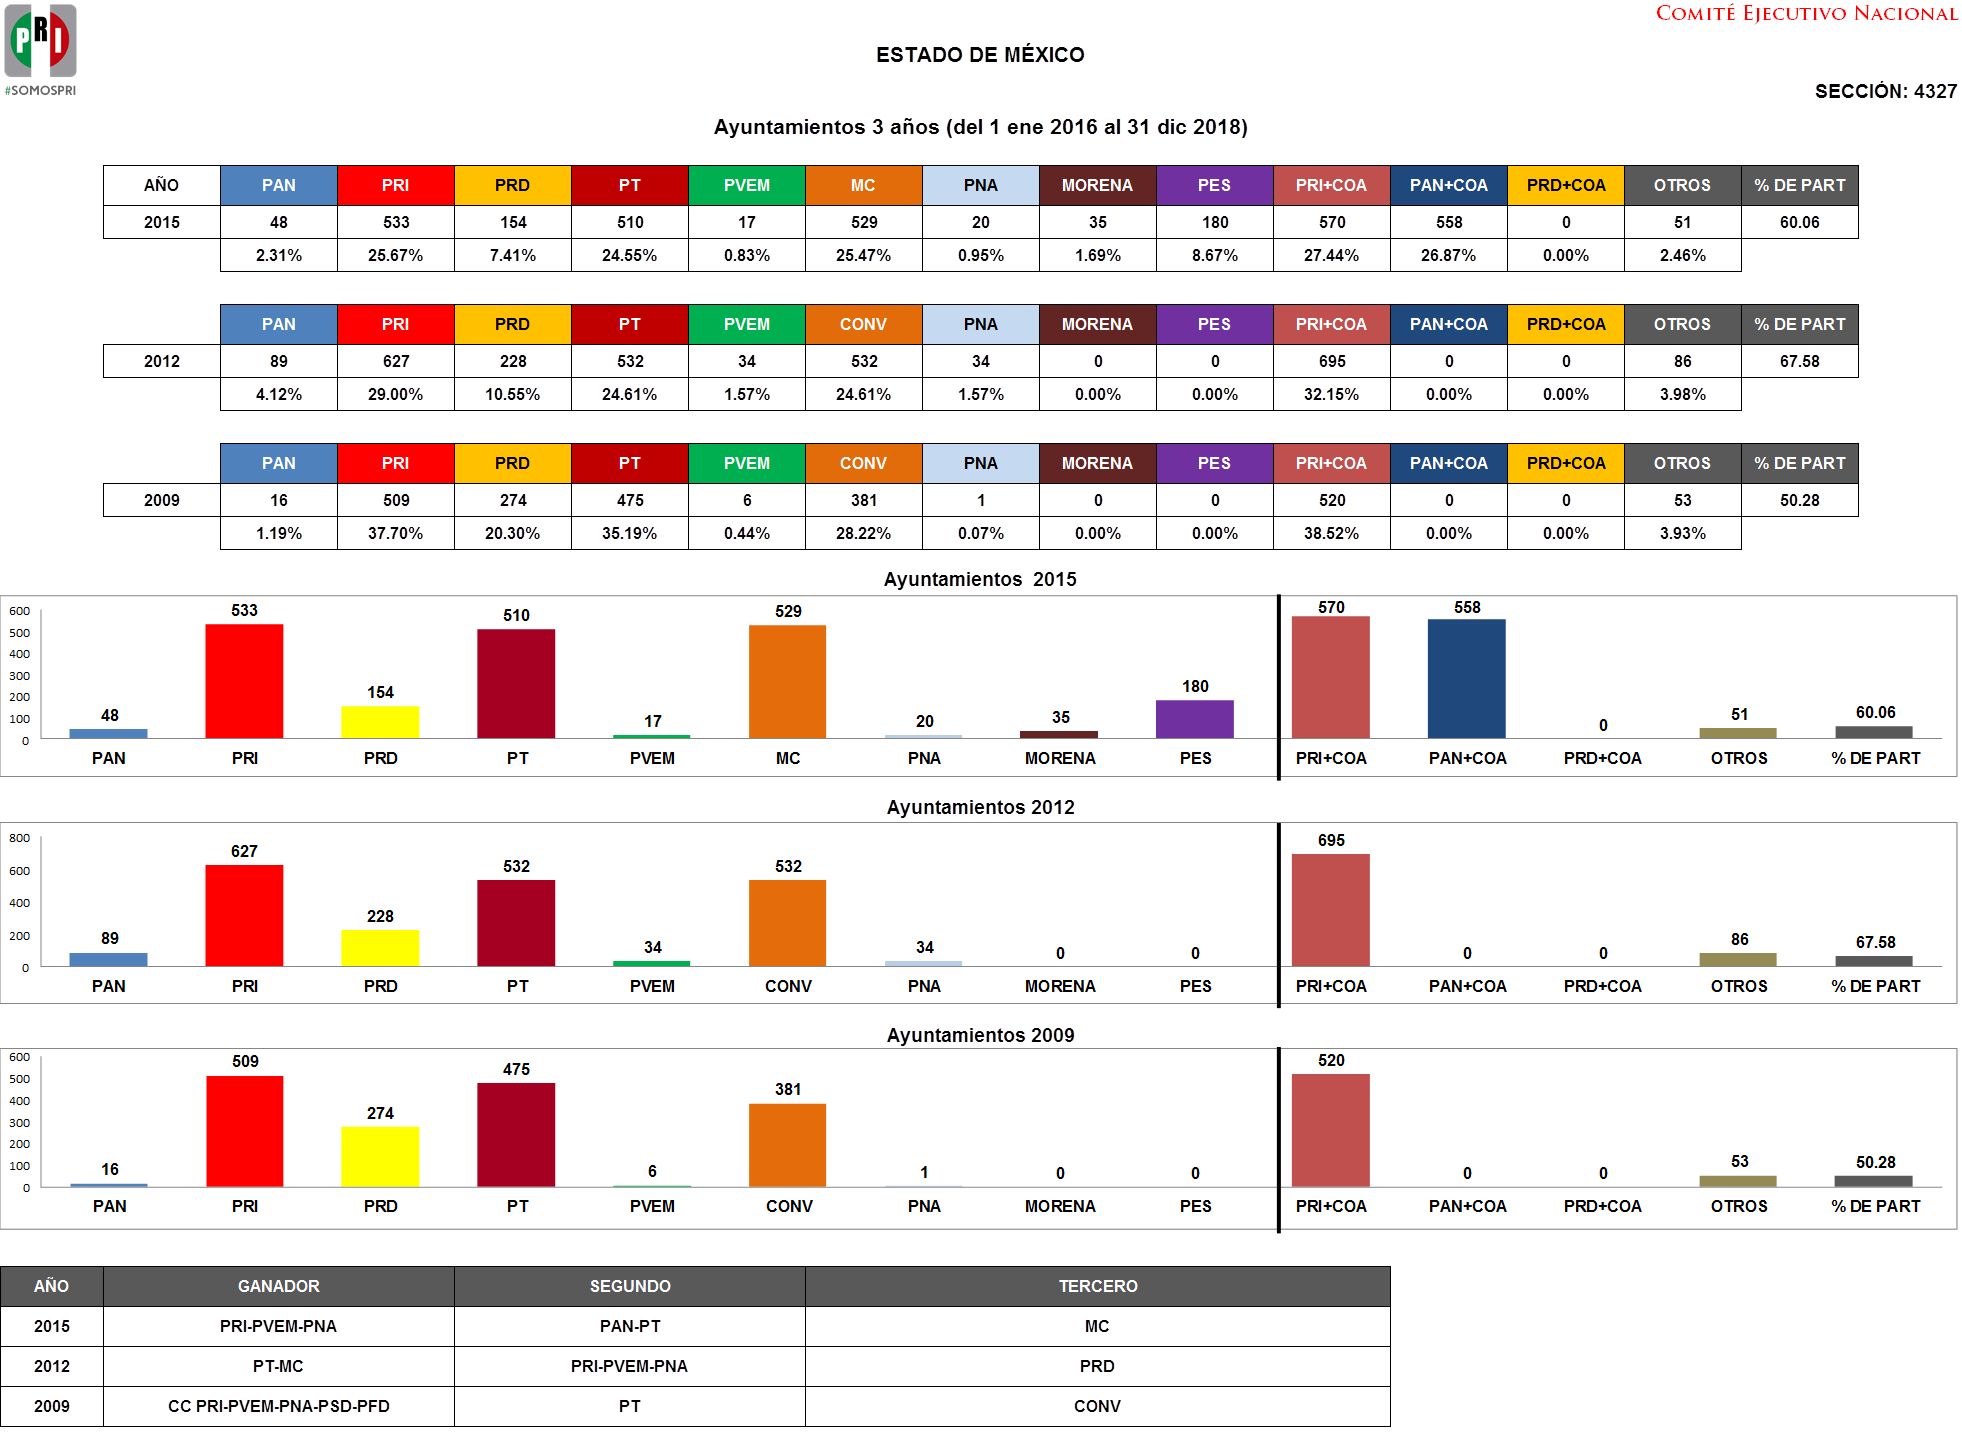 COMITÉ EJECUTIVO NACIONAL
PRI
#SOMOSPRI
ESTADO DE MÉXICO
SECCIÓN: 4327
Ayuntamientos 3 años (del 1 ene 2016 al 31 dic 2018)
AÑO PAN PRI PRD PT PVEM MC PNA MORENA PES PRI+COA PAN+COA PRD+COA OTROS % DE PART
2015 48 533 154 510 17 529 20 35 180 570 558 0 51 60.06
2.31% 25.67% 7.41% 24.55% 0.83% 25.47% 0.95% 1.69% 8.67% 27.44% 26.87% 0.00% 2.46%
PAN PRI PRD PT PVEM CONV PNA MORENA PES PRI+COA PAN+COA PRD+COA OTROS % DE PART
2012 89 627 228 532 34 532 34 0 0 695 0 0 86 67.58
4.12% 29.00% 10.55% 24.61% 1.57% 24.61% 1.57% 0.00% 0.00% 32.15% 0.00% 0.00% 3.98%
PAN PRI PRD PT PVEM CONV PNA MORENA PES PRI+COA PAN+COA PRD+COA OTROS % DE PART
2009 16 509 274 475 6 381 1 0 0 520 0 0 53 50.28
1.19% 37.70% 20.30% 35.19% 0.44% 28.22% 0.07% 0.00% 0.00% 38.52% 0.00% 0.00% 3.93%
Ayuntamientos 2015
600
500
400
300
200
100
0
48 533 154 510 17 529 20 35 180 570 558 0 51 60.06
PAN PRI PRD PT PVEM MC PNA MORENA PES PRI+COA PAN+COA PRD+COA OTROS % DE PART
Ayuntamientos 2012
800
600
400
200
0
89 627 228 532 34 532 34 0 0 695 0 0 86 67.58
PAN PRI PRD PT PVEM CONV PNA MORENA PES PRI+COA PAN+COA PRD+COA OTROS % DE PART
Ayuntamientos 2009
600
500
400
300
200
100
0
16 509 274 475 6 381 1 0 0 520 0 0 53 50.28
PAN PRI PRD PT PVEM CONV PNA MORENA PES PRI+COA PAN+COA PRD+COA OTROS % DE PART
AÑO GANADOR SEGUNDO TERCERO
2015 PRI-PVEM-PNA PAN-PT MC
2012 PT-MC PRI-PVEM-PNA PRD
2009 CC PRI-PVEM-PNA-PSD-PFD PT CONV